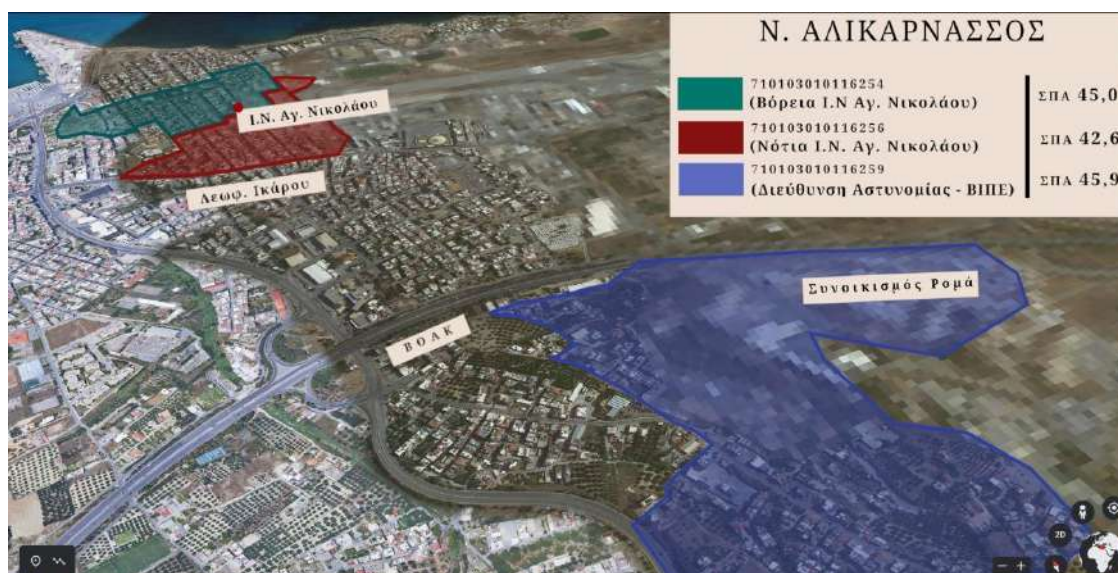 Ν. ΑΛΙΚΑΡΝΑΣΣΟΣ
710103010116254
(Βόρεια Ι.Ν Αγ. Νικολάου)
ΣΠΑ 45,0
710103010116256
(Νότια Ι.Ν. Αγ. Νικολάου)
ΣΠΑ 42,6
710103010116259
(Διεύθυνση Αστυνομίας - ΒΙΠΕ)
ΣΠΑ 45,9
Ι.Ν. Αγ. Νικολάου
Λεωφ. Ικάρου
Συνοικισμός Ρομά
ΒΟΑΚ
2D